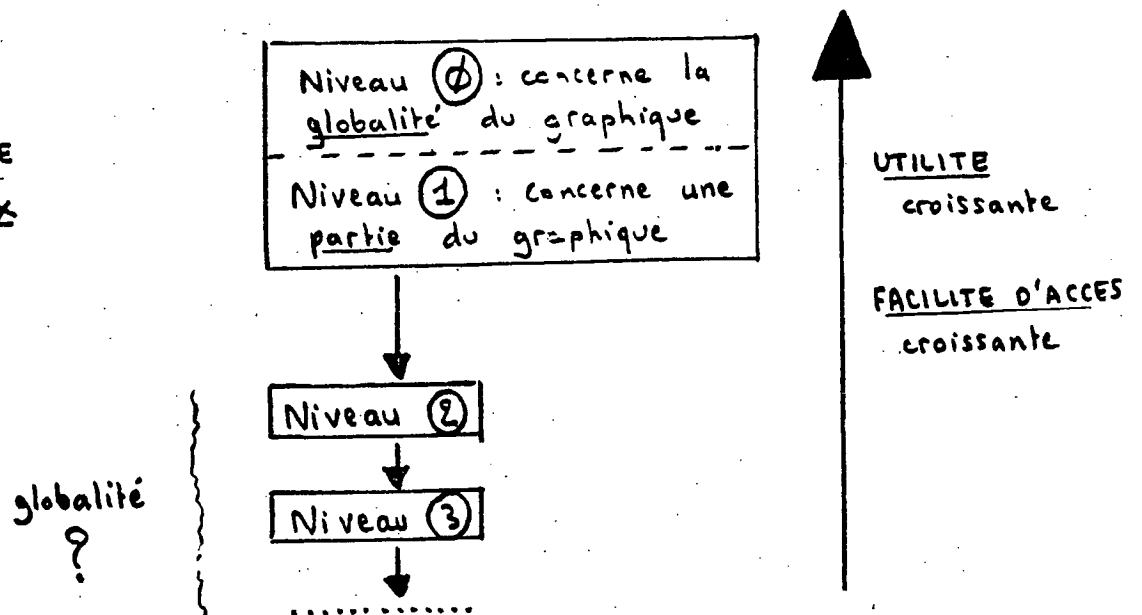 Niveau ∅ : concerne la
globalité du graphique
Niveau 1 : concerne une
partie du graphique
UTILITE
croissante
FACILITE D'ACCES
croissante
Niveau 2
globalité
?
Niveau 3